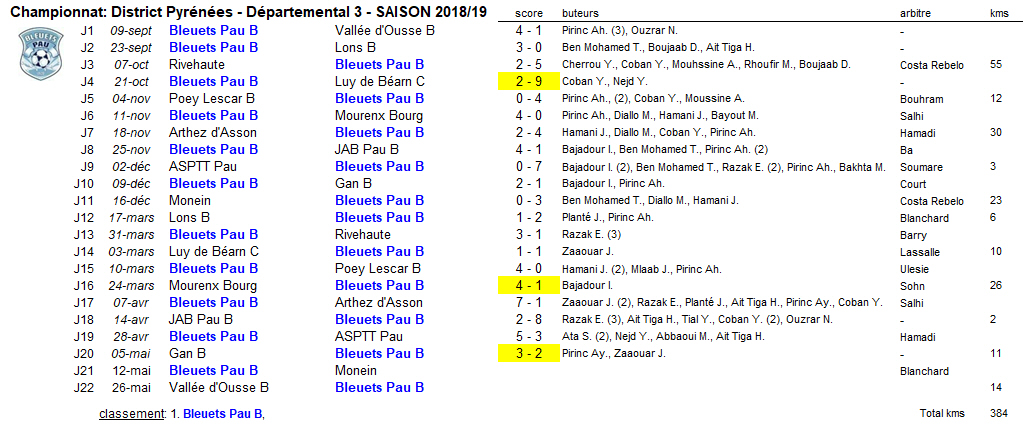 Championnat: District Pyrénées - Départemental 3 - SAISON 2018/19 score buteurs arbitre kms
BLEUETS PAU
J1 09-sept Bleuets Pau B Vallée d'Ousse B 4 - 1 Pirinc Ah. (3), Ouzrar N. -
J2 23-sept Bleuets Pau B Lons B 3 - 0 Ben Mohamed T., Boujaab D., Ait Tiga H. -
J3 07-oct Rivehaute Bleuets Pau B 2 - 5 Cherrou Y., Coban Y., Mouhssine A., Rhoufir M., Boujaab D. Costa Rebelo 55
J4 21-oct Bleuets Pau B Luy de Béarn C 2 - 9 Coban Y., Nejd Y. -
J5 04-nov Poey Lescar B Bleuets Pau B 0 - 4 Pirinc Ah., (2), Coban Y., Moussine A. Bouhram 12
J6 11-nov Bleuets Pau B Mourenx Bourg 4 - 0 Pirinc Ah., Diallo M., Hamani J., Bayout M. Salhi
J7 18-nov Arthez d'Asson Bleuets Pau B 2 - 4 Hamani J., Diallo M., Coban Y., Pirinc Ah. Hamadi 30
J8 25-nov Bleuets Pau B JAB Pau B 4 - 1 Bajadour I., Ben Mohamed T., Pirinc Ah. (2) Ba
J9 02-déc ASPTT Pau Bleuets Pau B 0 - 7 Bajadour I. (2), Ben Mohamed T., Razak E. (2), Pirinc Ah., Bakhta M. Soumare 3
J10 09-déc Bleuets Pau B Gan B 2 - 1 Bajadour I., Pirinc Ah. Court
J11 16-déc Monein Bleuets Pau B 0 - 3 Ben Mohamed T., Diallo M., Hamani J. Costa Rebelo 23
J12 17-mars Lons B Bleuets Pau B 1 - 2 Planté J., Pirinc Ah. Blanchard 6
J13 31-mars Bleuets Pau B Rivehaute 3 - 1 Razak E. (3) Barry
J14 03-mars Luy de Béarn C Bleuets Pau B 1 - 1 Zaaouar J. Lassalle 10
J15 10-mars Bleuets Pau B Poey Lescar B 4 - 0 Hamani J. (2), Mlaab J., Pirinc Ah. Ulesie
J16 24-mars Mourenx Bourg Bleuets Pau B 4 - 1 Bajadour I. Sohn 26
J17 07-avr Bleuets Pau B Arthez d'Asson 7 - 1 Zaaouar J. (2), Razak E., Planté J., Ait Tiga H., Pirinc Ay., Coban Y. Salhi
J18 14-avr JAB Pau B Bleuets Pau B 2 - 8 Razak E. (3), Ait Tiga H., Tial Y., Coban Y. (2), Ouzrar N. - 2
J19 28-avr Bleuets Pau B ASPTT Pau 5 - 3 Ata S. (2), Nejd Y., Abbaoui M., Ait Tiga H. Hamadi
J20 05-mai Gan B Bleuets Pau B 3 - 2 Pirinc Ay., Zaaouar J. - 11
J21 12-mai Bleuets Pau B Monein Blanchard
J22 26-mai Vallée d'Ousse B Bleuets Pau B 14
classement: 1. Bleuets Pau B, Total kms 384